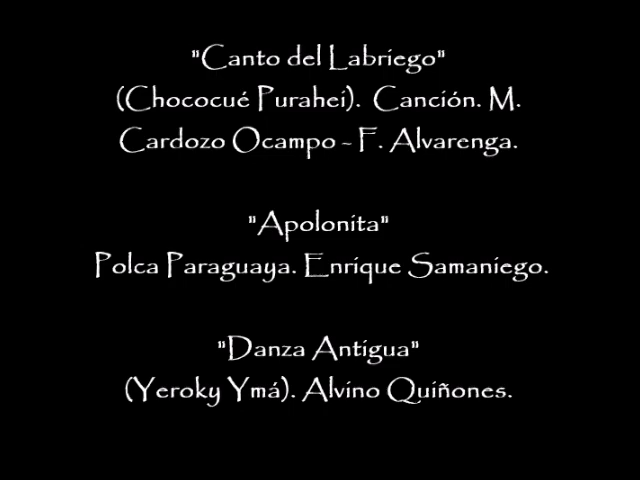 "Canto del Labriego"
(Chococué Purahei). Canción. M.
Cardozo Ocampo - F. Alvarenga.
"Apolonita"
Polca Paraguaya. Enrique Samaniego.
"Danza Antigua"
(Yeroky Ymá). Alvino Quiñones.